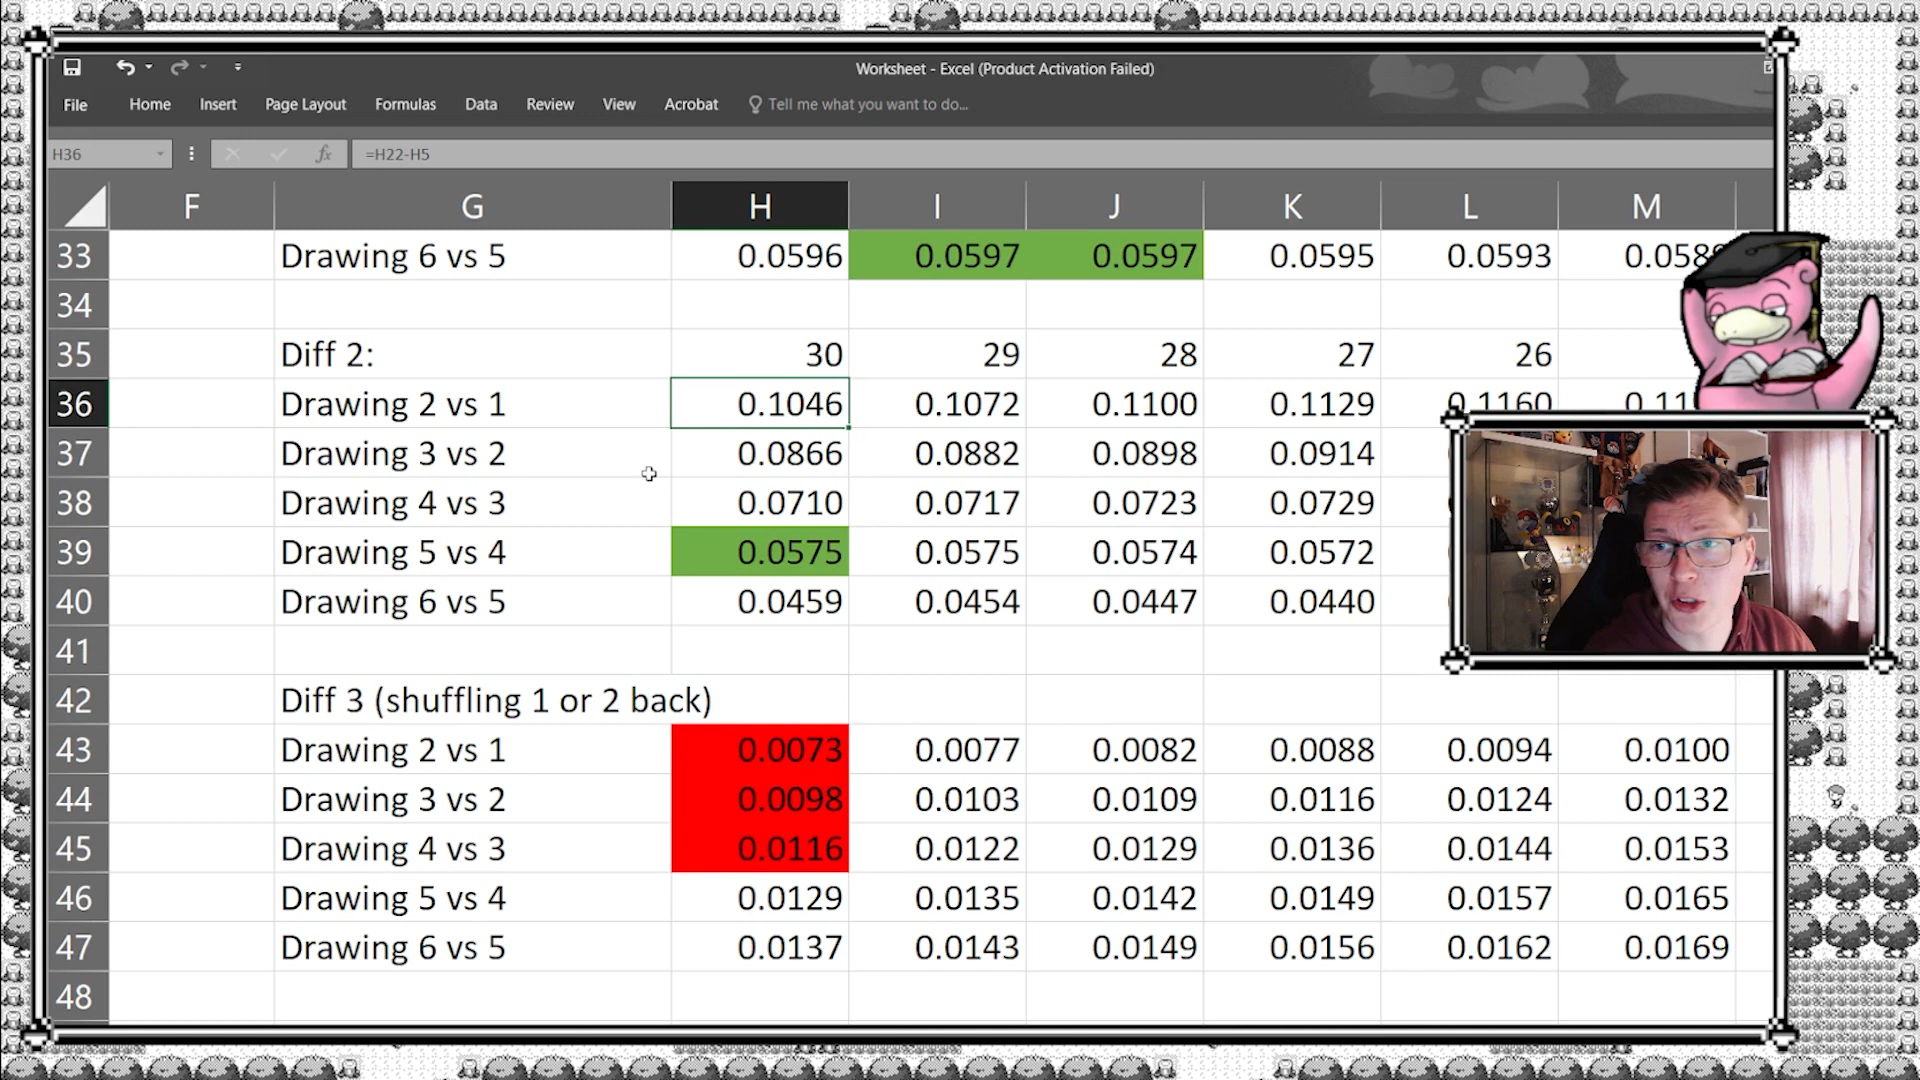 Worksheet - Excel (Product Activation Failed)
File Home Insert Page Layout Formulas Data Review View Acrobat Tell me what you want to do...
H36 fx =H22-H5
F G H I J K L M
33 Drawing 6 vs 5 0.0596 0.0597 0.0597 0.0595 0.0593
34
35 Diff 2: 30 29 28 27 26
36 Drawing 2 vs 1 0.1046 0.1072 0.1100 0.1129 0.1160
37 Drawing 3 vs 2 0.0866 0.0882 0.0898 0.0914
38 Drawing 4 vs 3 0.0710 0.0717 0.0723 0.0729
39 Drawing 5 vs 4 0.0575 0.0575 0.0574 0.0572
40 Drawing 6 vs 5 0.0459 0.0454 0.0447 0.0440
41
42 Diff 3 (shuffling 1 or 2 back)
43 Drawing 2 vs 1 0.0073 0.0077 0.0082 0.0088 0.0094 0.0100
44 Drawing 3 vs 2 0.0098 0.0103 0.0109 0.0116 0.0124 0.0132
45 Drawing 4 vs 3 0.0116 0.0122 0.0129 0.0136 0.0144 0.0153
46 Drawing 5 vs 4 0.0129 0.0135 0.0142 0.0149 0.0157 0.0165
47 Drawing 6 vs 5 0.0137 0.0143 0.0149 0.0156 0.0162 0.0169
48